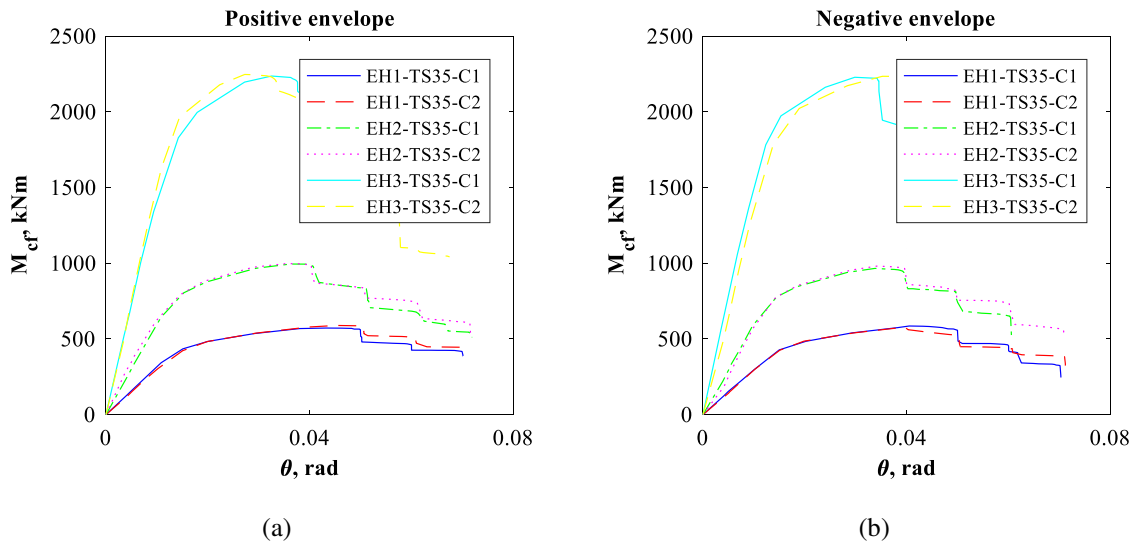 Positive envelope
2500
2000
1500
1000
500
0
0
0.04
0.08
M_cf, kNm
θ, rad
EH1-TS35-C1
EH1-TS35-C2
EH2-TS35-C1
EH2-TS35-C2
EH3-TS35-C1
EH3-TS35-C2
(a)
Negative envelope
2500
2000
1500
1000
500
0
0
0.04
0.08
M_cf, kNm
θ, rad
EH1-TS35-C1
EH1-TS35-C2
EH2-TS35-C1
EH2-TS35-C2
EH3-TS35-C1
EH3-TS35-C2
(b)